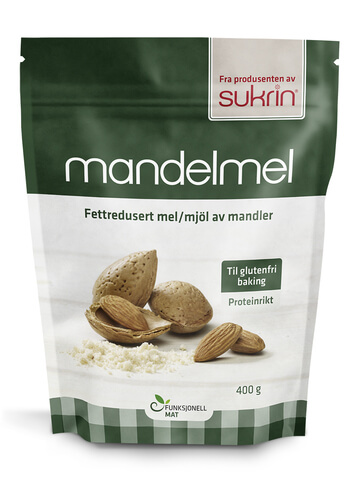 Fra produsenten av
sukrin®
mandelmel
Fettredusert mel/mjöl av mandler
Til glutenfri
baking
Proteinrikt
400 g
FUNKSJONELL
MAT